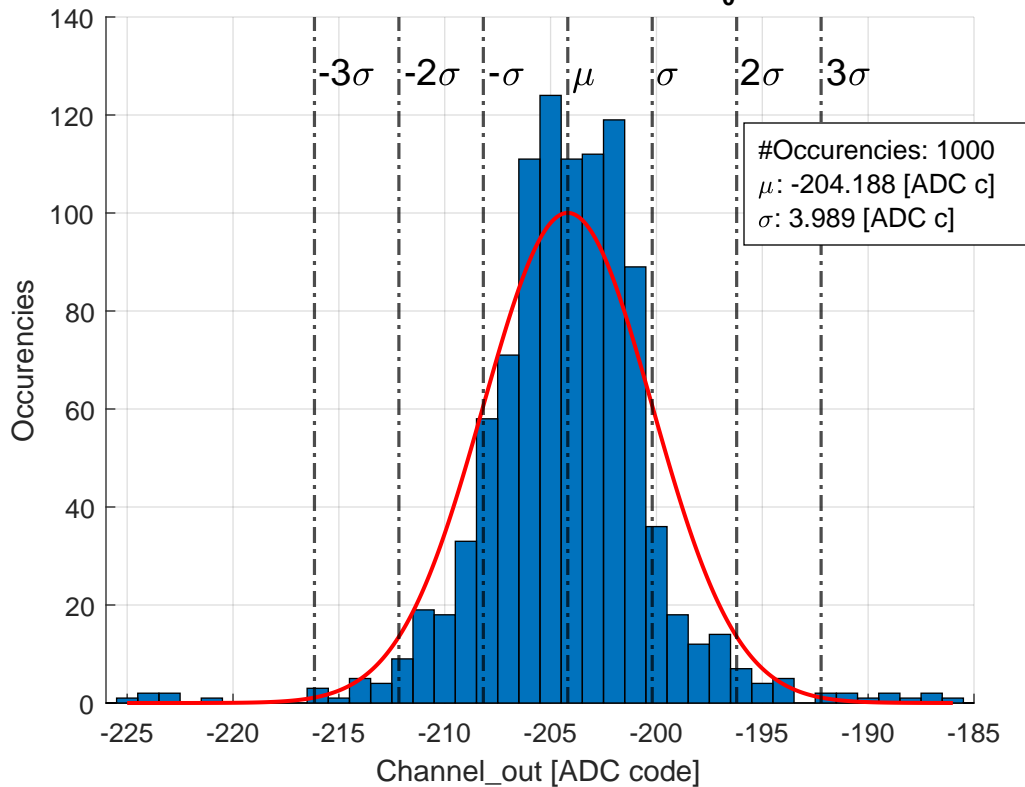 140
120
100
80
60
40
20
0
-3σ
-2σ
-σ
μ
σ
2σ
3σ
#Occurencies: 1000
μ: -204.188 [ADC c]
σ: 3.989 [ADC c]
Occurencies
-225
-220
-215
-210
-205
-200
-195
-190
-185
Channel_out [ADC code]